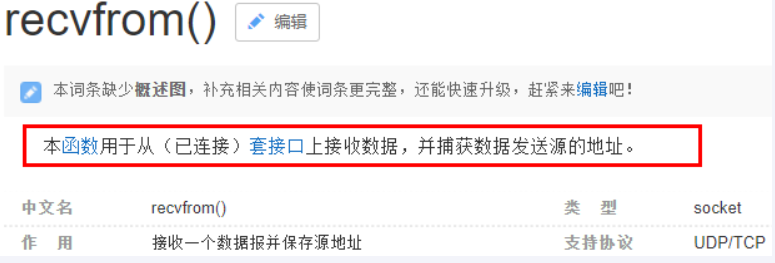 recvfrom() 编辑
本词条缺少概述图，补充相关内容使词条更完整，还能快速升级，赶紧来编辑吧！
本函数用于从（已连接）套接口上接收数据，并捕获数据发送源的地址。
中文名 recvfrom() 类 型 socket
作 用 接收一个数据报并保存源地址 支持协议 UDP/TCP